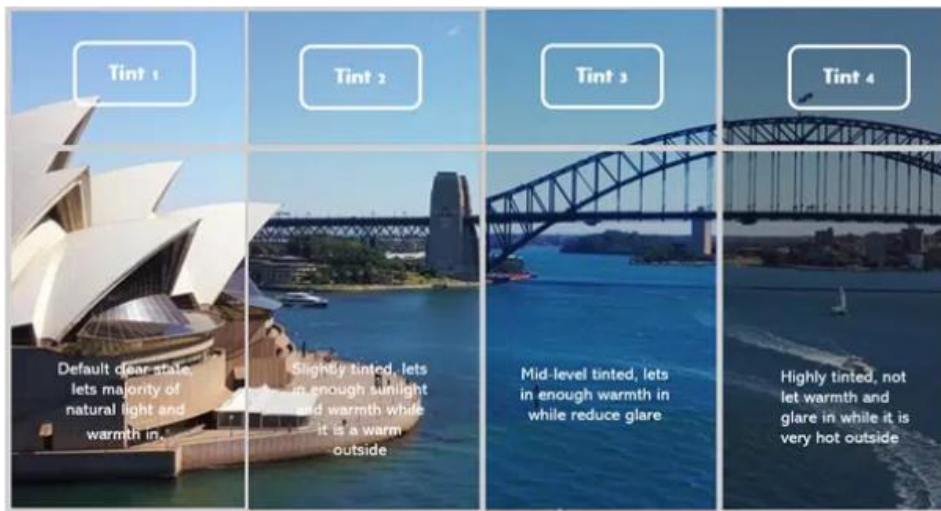 Tint 1
Default clear state,
lets majority of
natural light and
warmth in.
Tint 2
Slightly tinted, lets
in enough sunlight
and warmth while
it is a warm
outside
Tint 3
Mid-level tinted, lets
in enough warmth in
while reduce glare
Tint 4
Highly tinted, not
let warmth and
glare in while it is
very hot outside